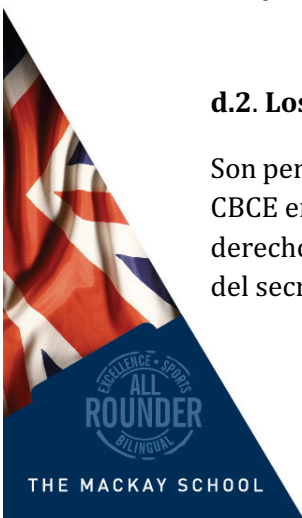 d.2. Los
Son per
CBCE en
derecho
del secr
EXCELLENCE • SPORTS
ALL
ROUNDER
BILINGUAL
THE MACKAY SCHOOL